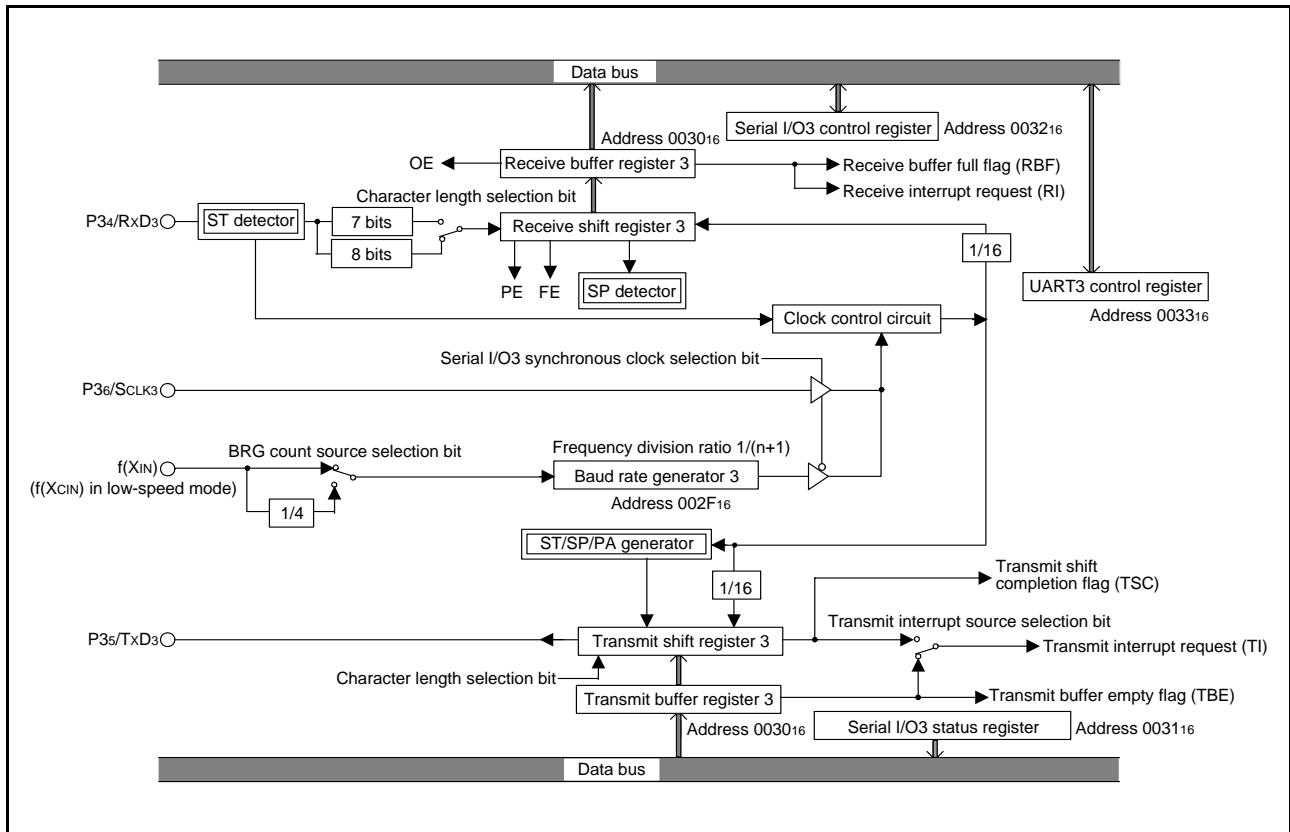 Data bus
Address 003016
Serial I/O3 control register
Address 003216
OE
Receive buffer register 3
Receive buffer full flag (RBF)
Receive interrupt request (RI)
Character length selection bit
P34/RXD3
ST detector
7 bits
8 bits
Receive shift register 3
1/16
PE
FE
SP detector
UART3 control register
Address 003316
Clock control circuit
Serial I/O3 synchronous clock selection bit
P36/SCLK3
f(XIN)
(f(XCIN) in low-speed mode)
BRG count source selection bit
1/4
Frequency division ratio 1/(n+1)
Baud rate generator 3
Address 002F16
ST/SP/PA generator
1/16
Transmit shift
completion flag (TSC)
Transmit interrupt source selection bit
P35/TXD3
Transmit shift register 3
Transmit interrupt request (TI)
Character length selection bit
Transmit buffer register 3
Transmit buffer empty flag (TBE)
Address 003016
Serial I/O3 status register
Address 003116
Data bus